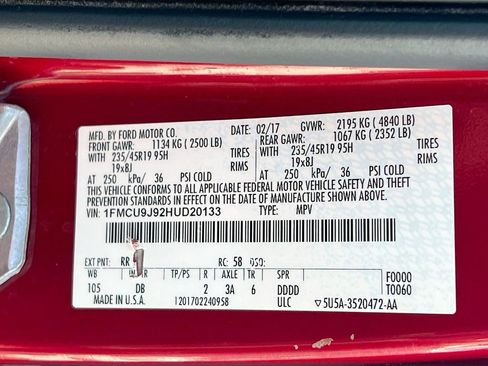 MFD. BY FORD MOTOR CO. 02/17 GVWR: 2195 KG ( 4840 LB)
FRONT GAWR: 1134 KG ( 2500 LB) REAR GAWR: 1067 KG ( 2352 LB)
WITH 235/45R19 95H TIRES WITH 235/45R19 95H TIRES
19x8J RIMS 19x8J RIMS
AT 250 kPa/ 36 PSI COLD AT 250 kPa/ 36 PSI COLD
THIS VEHICLE CONFORMS TO ALL APPLICABLE FEDERAL MOTOR VEHICLE SAFETY AND THEFT
PREVENTION STANDARDS IN EFFECT ON THE DATE OF MANUFACTURE SHOWN ABOVE.
VIN: 1FMCU9J92HUD20133 TYPE: MPV
EXT PNT: RR RC: 58 DSO: F0000
WB TP/PS R AXLE TR SPR T0060
105 DB 2 3A 6 DDDD
MADE IN U.S.A. 1201702240958 ULC ▽5U5A-3520472-AA